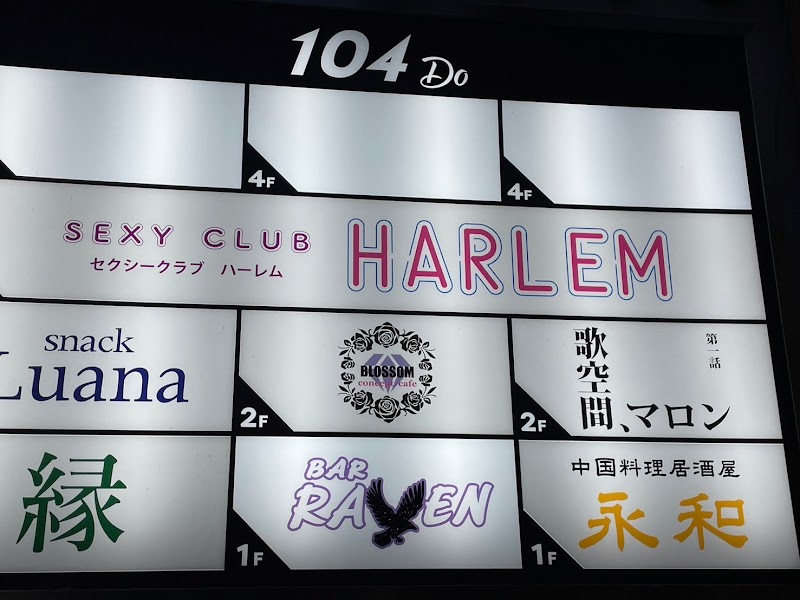 104 Do
4F
4F
SEXY CLUB
セクシークラブ ハーレム
HARLEM
snack
Luana
2F
BLOSSOM
concept cafe
2F
歌空間、マロン
第一話
縁
1F
BAR
RAVEN
1F
中国料理居酒屋
永和